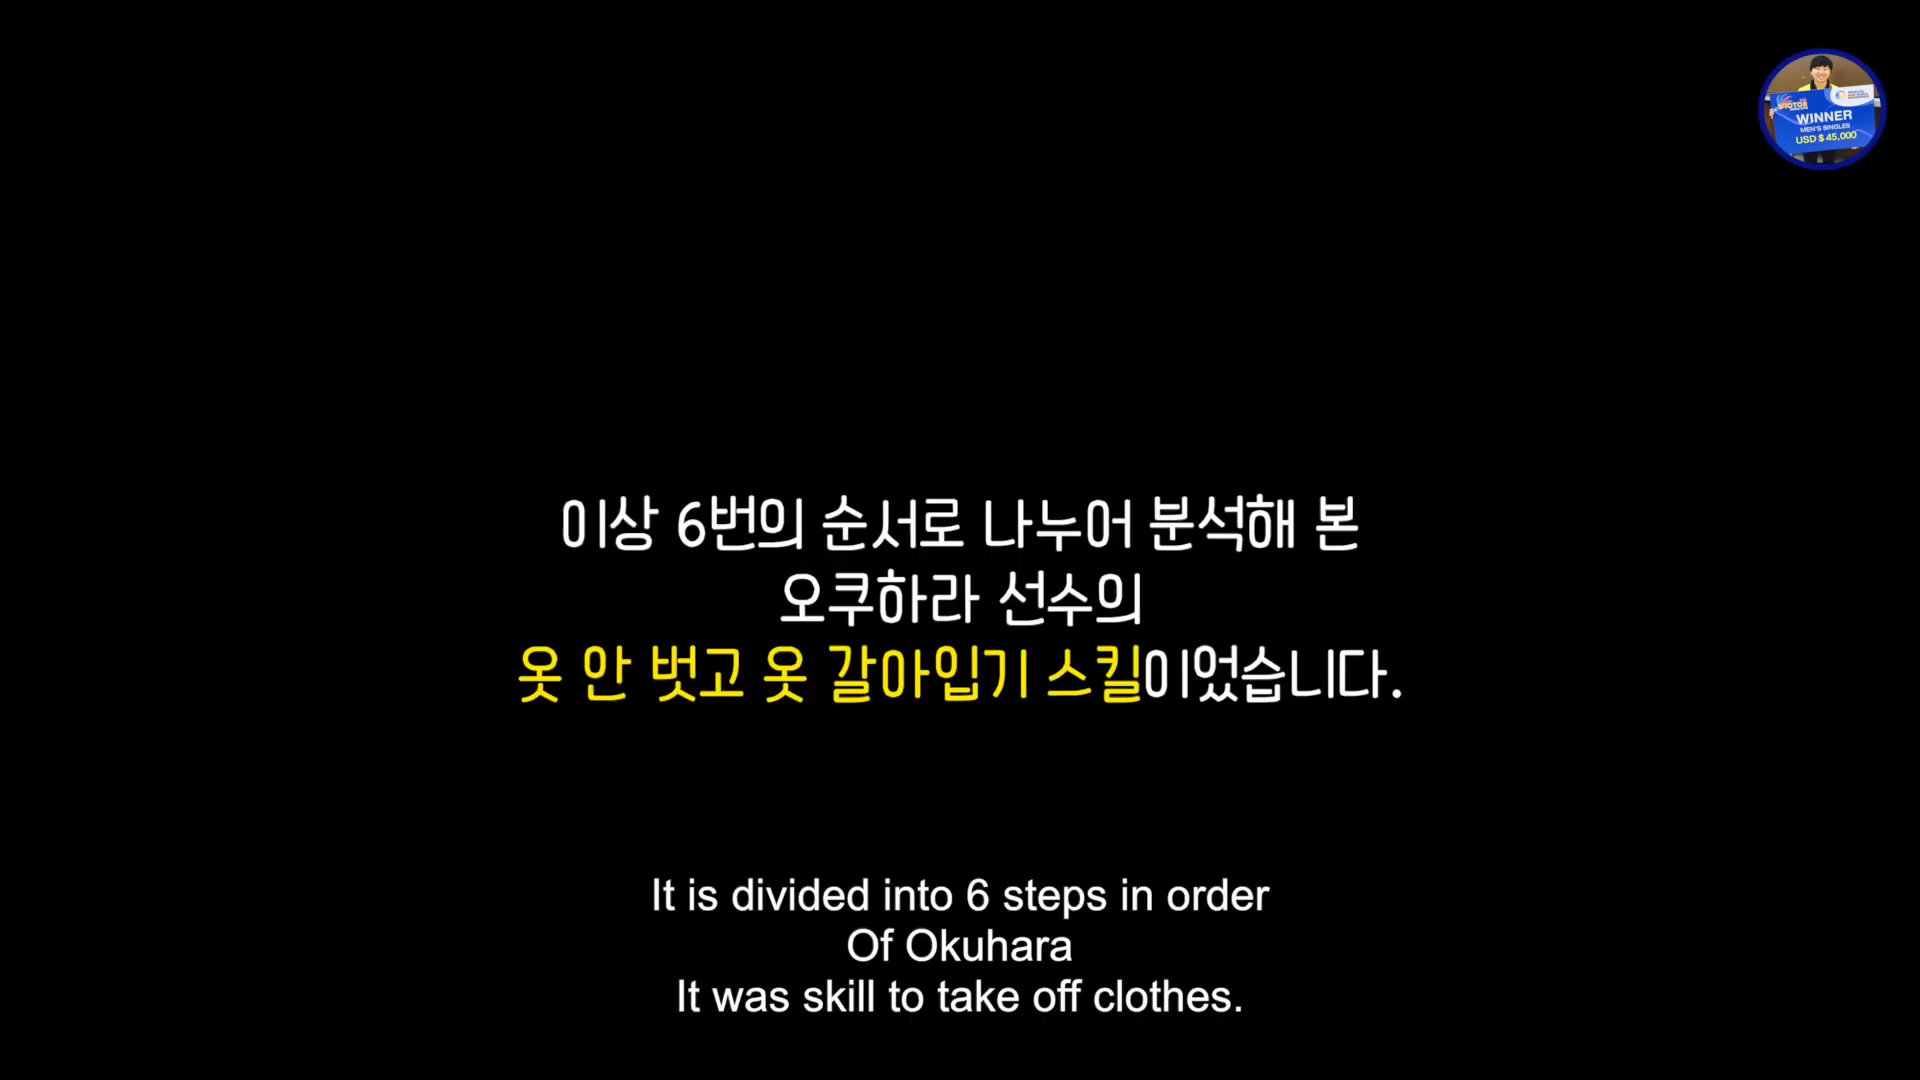 VICTOR
WINNER
MEN'S SINGLES
USD $ 45,000
이상 6번의 순서로 나누어 분석해 본
오쿠하라 선수의
옷 안 벗고 옷 갈아입기 스킬이었습니다.
It is divided into 6 steps in order
Of Okuhara
It was skill to take off clothes.